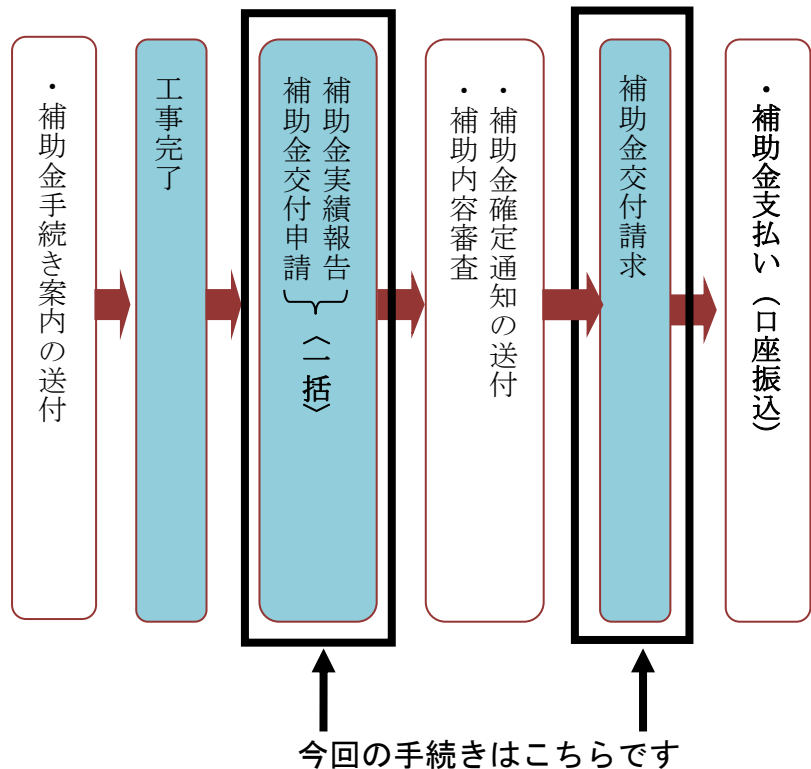 ・補助金手続き案内の送付
工事完了
補助金実績報告
補助金交付申請
〈一括〉
・補助金確定通知の送付
・補助内容審査
補助金交付請求
・補助金支払い（口座振込）
今回の手続きはこちらです